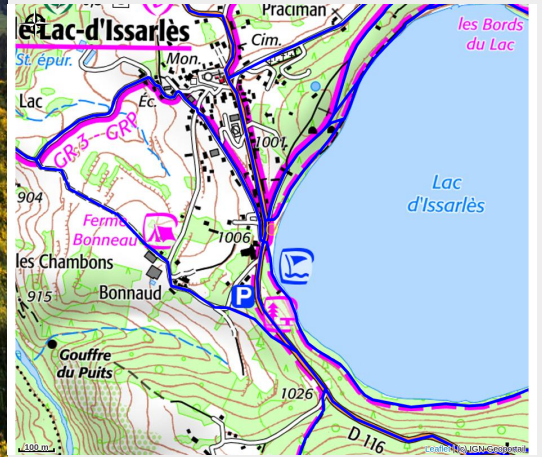 Praciman
le Lac-d'Issarlès
les Bords
du Lac
Cim.
St. épur.
Mon.
Lac
Éc.
GR 3 - GRP
1001
Lac
d'Issarlès
904
Ferme
Bonneau
1006
les Chambons
915
Bonnaud
P
Gouffre
du Puits
1026
D 116
100 m
Leaflet | (c) IGN Geoportail